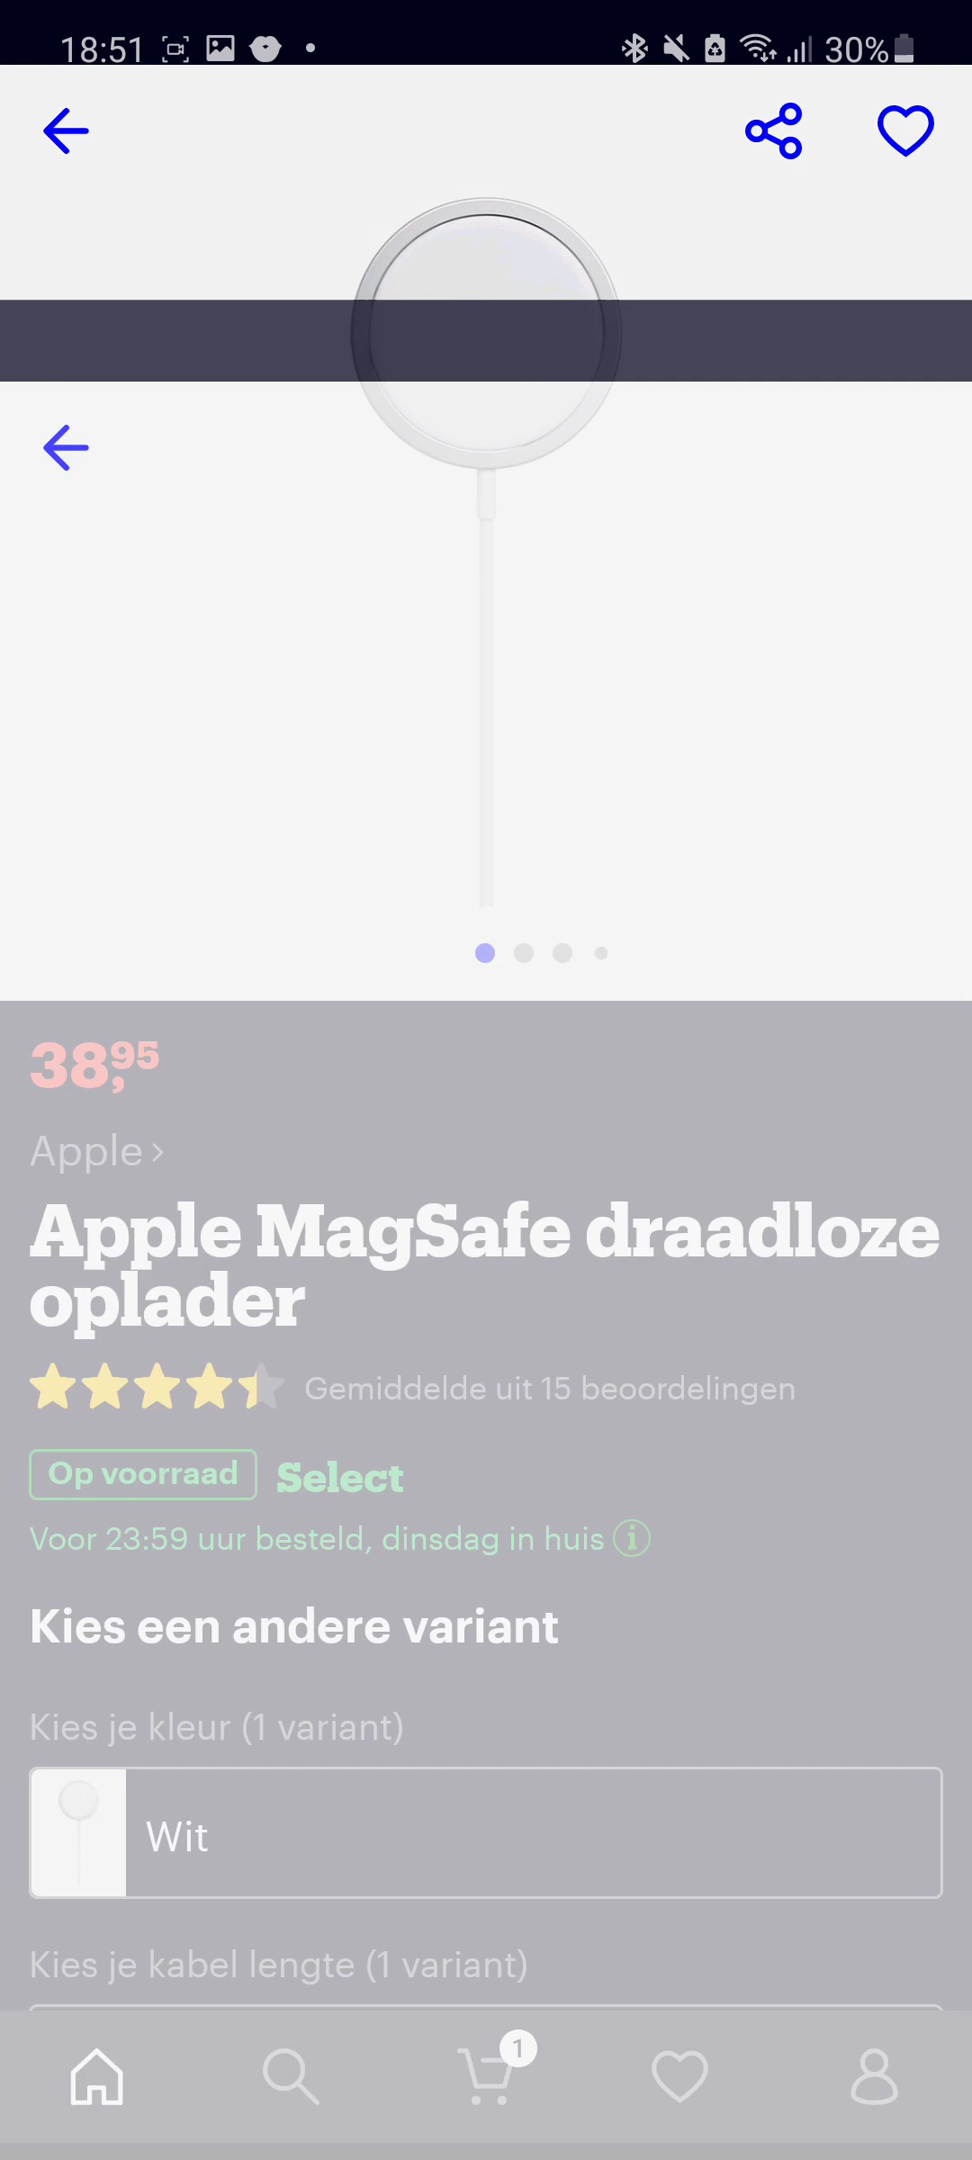 18:51
30%
38,95
Apple
Apple MagSafe draadloze
oplader
Gemiddelde uit 15 beoordelingen
Op voorraad Select
Voor 23:59 uur besteld, dinsdag in huis
Kies een andere variant
Kies je kleur (1 variant)
Wit
Kies je kabel lengte (1 variant)
1